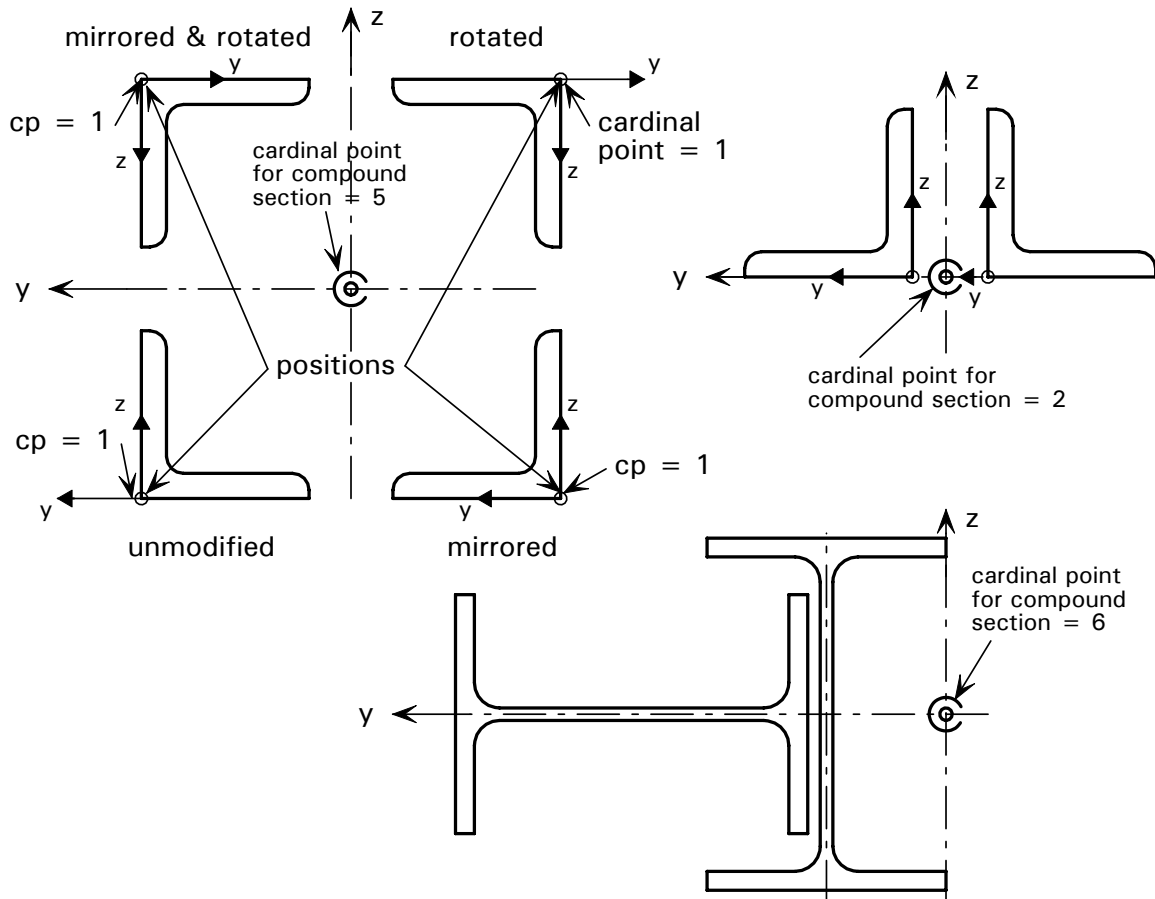 z
mirrored & rotated
rotated
y
y
cp = 1
cardinal
point = 1
z
z
cardinal point
for compound
section = 5
y
positions
z
z
cp = 1
cp = 1
y
y
unmodified
mirrored
z
z
z
y
y
y
cardinal point for
compound section = 2
z
cardinal point
for compound
section = 6
y